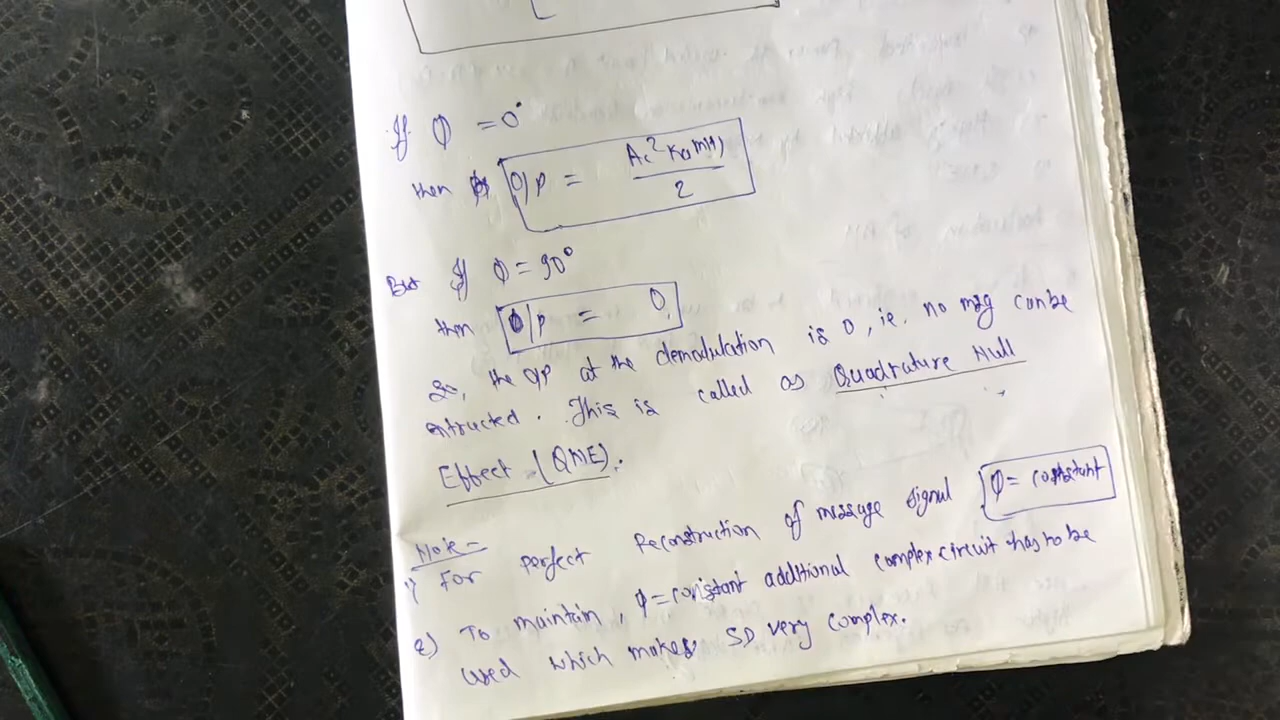 If ϕ = 0°
then O/P = Ac² Ka m(t) / 2
But If ϕ = 90°
then O/P = 0
So, the O/P at the demodulation is 0, ie. no msg can be
extracted. This is called as Quadrature Null
Effect (QNE).
Note -
1) For perfect Reconstruction of message signal ϕ = constant
2) To maintain, ϕ = constant additional complex circuit has to be
used which makes SD very complex.